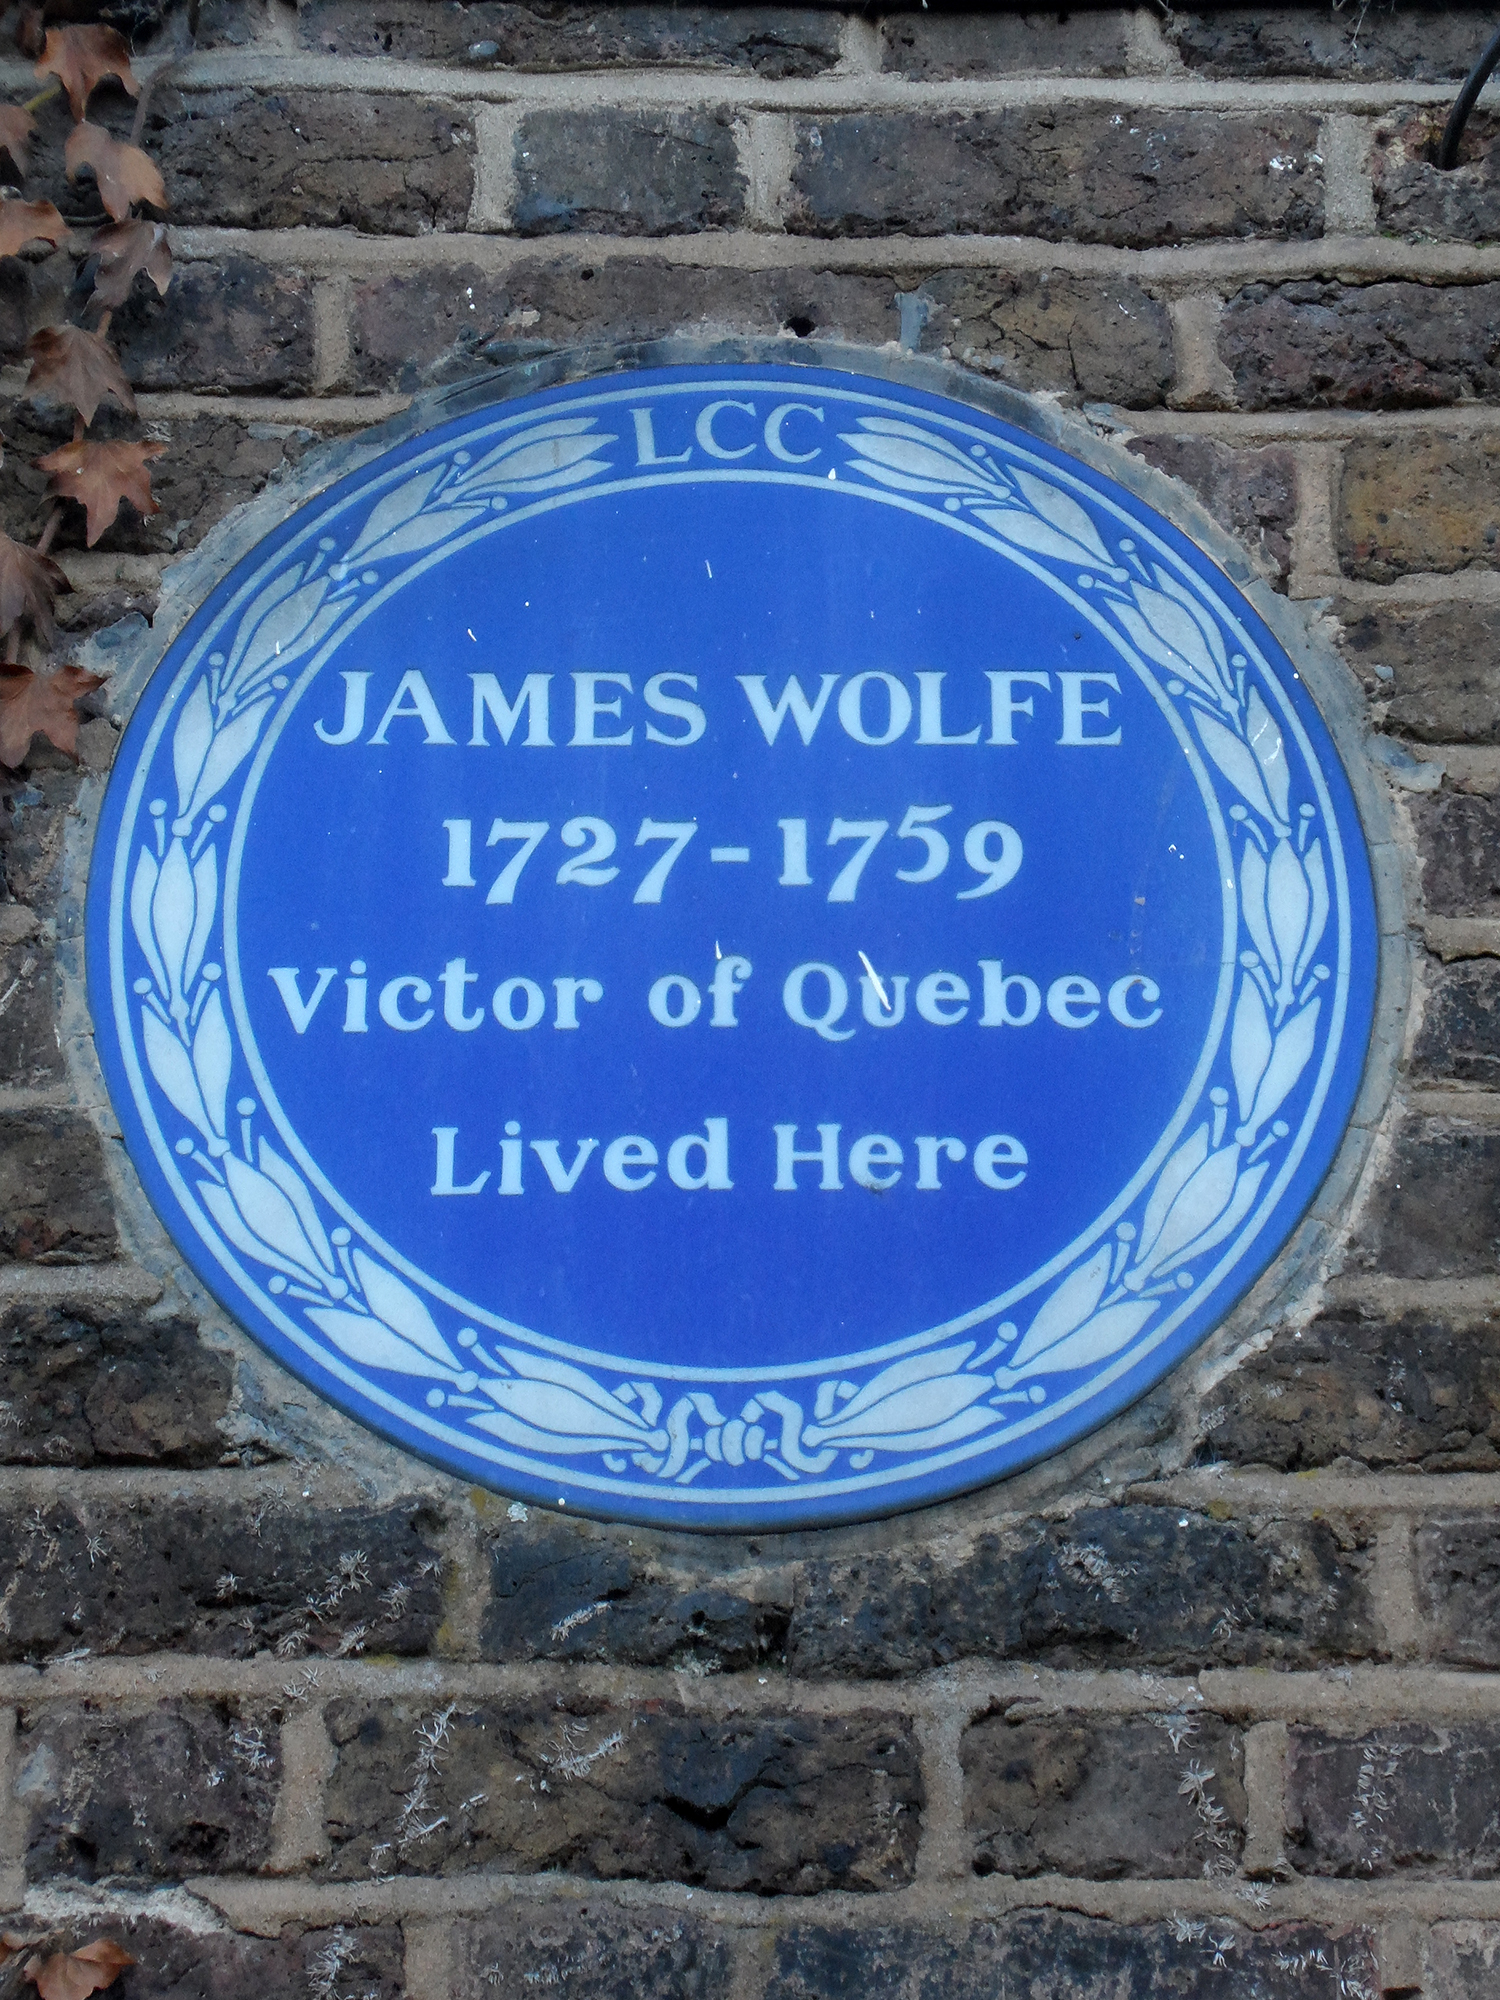 LCC
JAMES WOLFE
1727-1759
Victor of Quebec
Lived Here